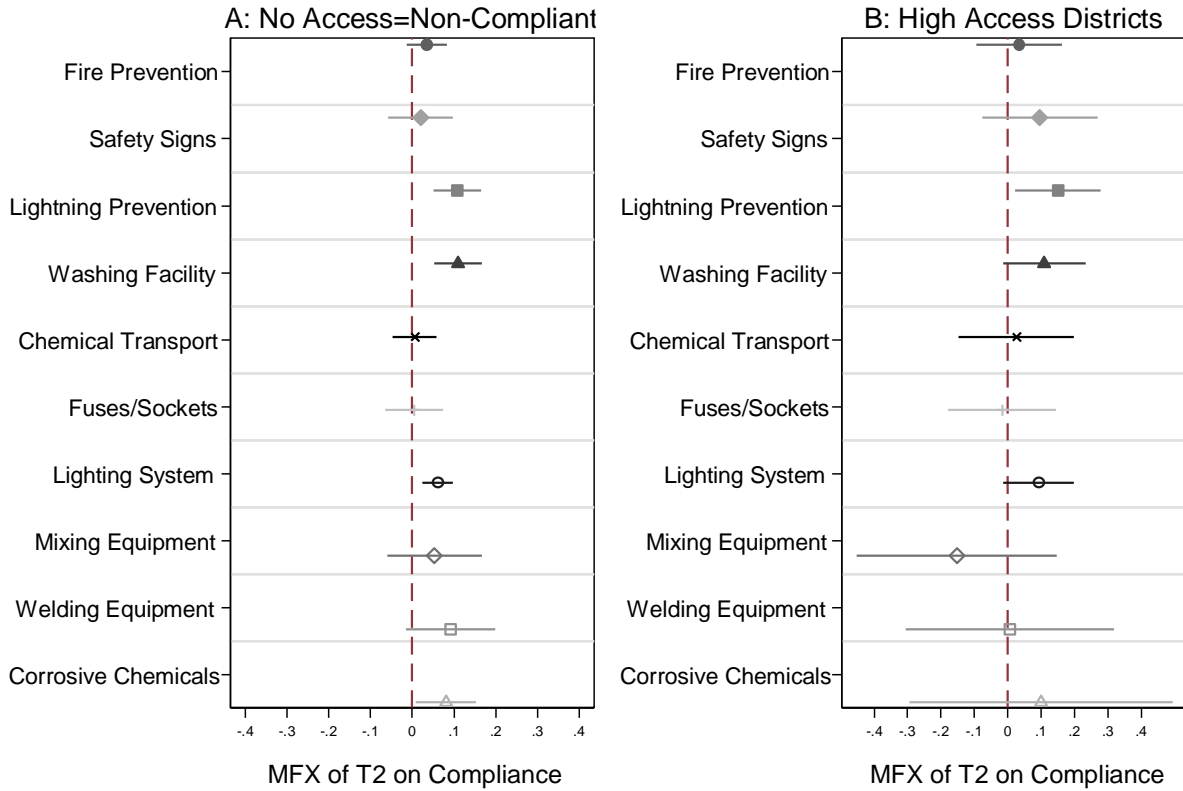 A: No Access=Non-Compliant
Fire Prevention
Safety Signs
Lightning Prevention
Washing Facility
Chemical Transport
Fuses/Sockets
Lighting System
Mixing Equipment
Welding Equipment
Corrosive Chemicals
-.4 -.3 -.2 -.1 0 .1 .2 .3 .4
MFX of T2 on Compliance
B: High Access Districts
Fire Prevention
Safety Signs
Lightning Prevention
Washing Facility
Chemical Transport
Fuses/Sockets
Lighting System
Mixing Equipment
Welding Equipment
Corrosive Chemicals
-.4 -.3 -.2 -.1 0 .1 .2 .3 .4
MFX of T2 on Compliance